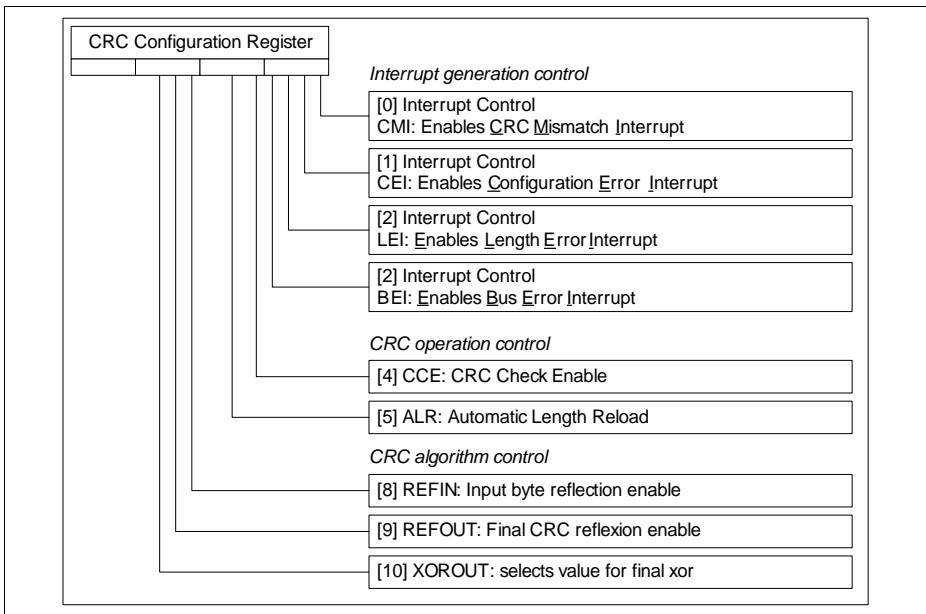 CRC Configuration Register
Interrupt generation control
[0] Interrupt Control
CMI: Enables CRC Mismatch Interrupt
[1] Interrupt Control
CEI: Enables Configuration Error Interrupt
[2] Interrupt Control
LEI: Enables Length Error Interrupt
[2] Interrupt Control
BEI: Enables Bus Error Interrupt
CRC operation control
[4] CCE: CRC Check Enable
[5] ALR: Automatic Length Reload
CRC algorithm control
[8] REFIN: Input byte reflection enable
[9] REFOUT: Final CRC reflexion enable
[10] XOROUT: selects value for final xor